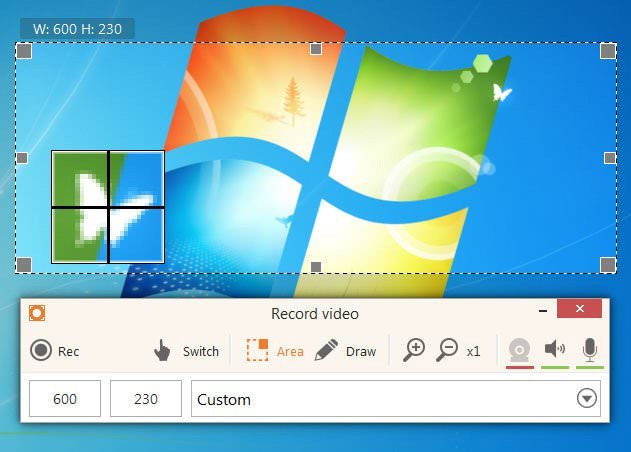 W: 600 H: 230
Record video
Rec Switch Area Draw x1
600 230 Custom